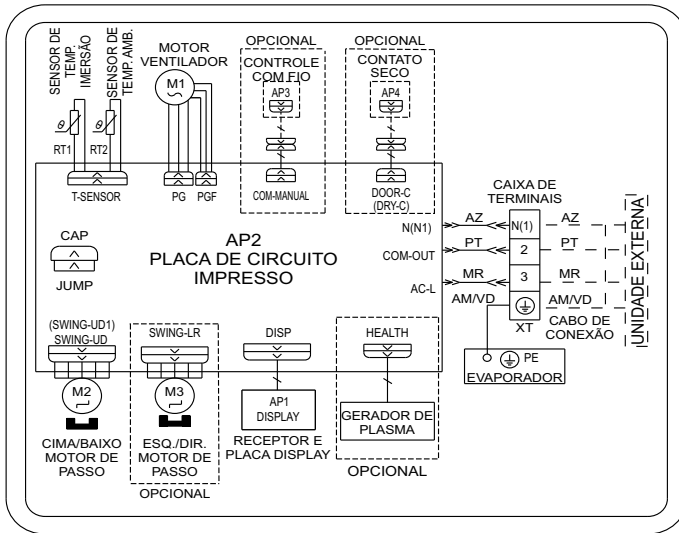 SENSOR DE
TEMP.
IMERSÃO
SENSOR DE
TEMP. AMB.
θ
RT1
θ
RT2
T-SENSOR
MOTOR
VENTILADOR
M1
PG
PGF
OPCIONAL
CONTROLE
COM FIO
AP3
COM-MANUAL
OPCIONAL
CONTATO
SECO
AP4
DOOR-C
(DRY-C)
CAP
JUMP
AP2
PLACA DE CIRCUITO
IMPRESSO
N(N1)
COM-OUT
AC-L
AZ
PT
MR
AM/VD
CAIXA DE
TERMINAIS
N(1)
2
3
XT
AZ
PT
MR
AM/VD
CABO DE
CONEXÃO
UNIDADE EXTERNA
PE
EVAPORADOR
(SWING-UD1)
SWING-UD
M2
CIMA/BAIXO
MOTOR DE
PASSO
SWING-LR
M3
ESQ./DIR.
MOTOR DE
PASSO
OPCIONAL
DISP
AP1
DISPLAY
RECEPTOR E
PLACA DISPLAY
HEALTH
GERADOR DE
PLASMA
OPCIONAL